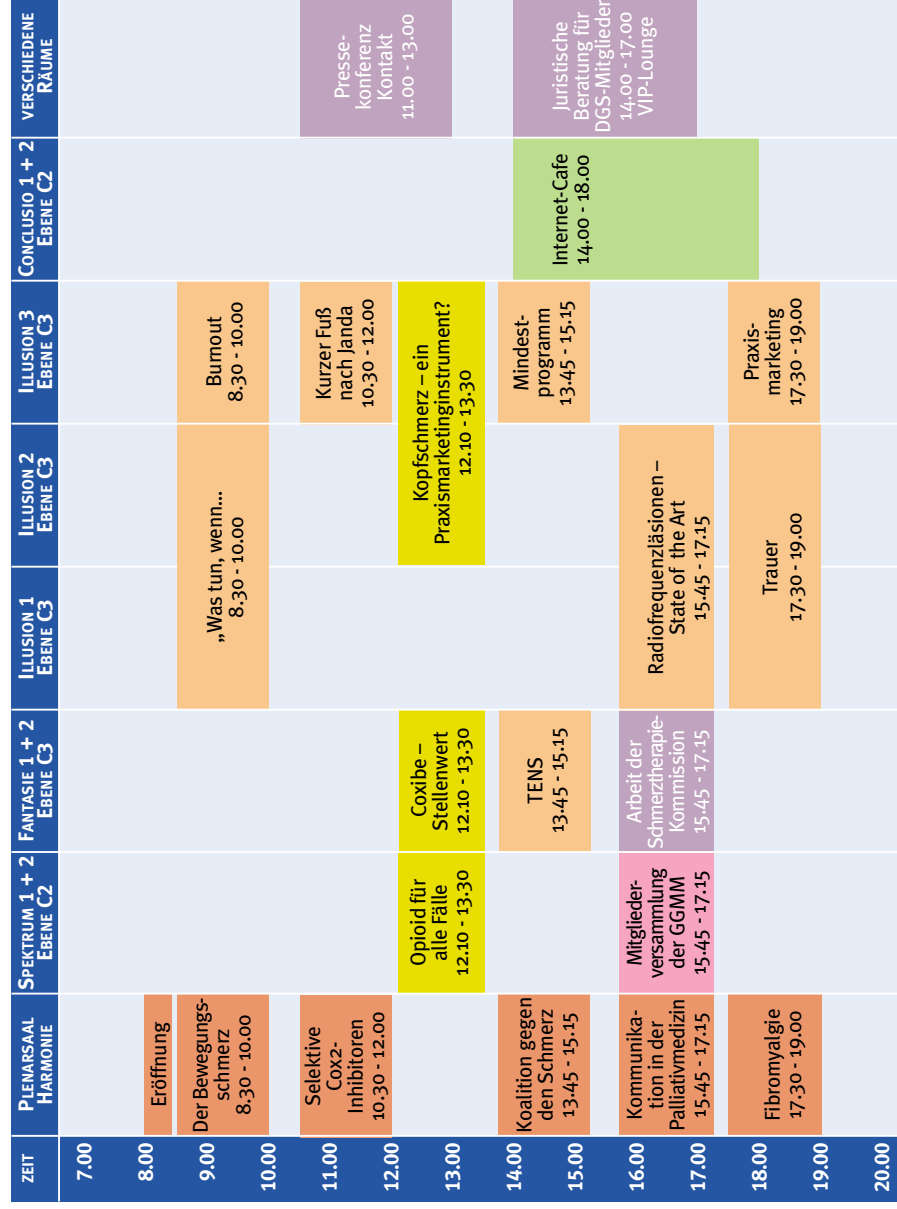 ZEIT
PLENARSAAL
HARMONIE
SPEKTRUM 1 + 2
EBENE C2
FANTASIE 1 + 2
EBENE C3
ILLUSION 1
EBENE C3
ILLUSION 2
EBENE C3
ILLUSION 3
EBENE C3
CONCLUSIO 1 + 2
EBENE C2
VERSCHIEDENE
RÄUME
7.00
8.00
9.00
10.00
11.00
12.00
13.00
14.00
15.00
16.00
17.00
18.00
19.00
20.00
Eröffnung
Der Bewegungs-
schmerz
8.30 - 10.00
Selektive
Cox2-
Inhibitoren
10.30 - 12.00
Koalition gegen
den Schmerz
13.45 - 15.15
Kommunika-
tion in der
Palliativmedizin
15.45 - 17.15
Fibromyalgie
17.30 - 19.00
Opioid für
alle Fälle
12.10 - 13.30
Mitglieder-
versammlung
der GGMM
15.45 - 17.15
Coxibe –
Stellenwert
12.10 - 13.30
TENS
13.45 - 15.15
Arbeit der
Schmerztherapie-
Kommission
15.45 - 17.15
„Was tun, wenn...
8.30 - 10.00
Radiofrequenzläsionen –
State of the Art
15.45 - 17.15
Trauer
17.30 - 19.00
Burnout
8.30 - 10.00
Kurzer Fuß
nach Janda
10.30 - 12.00
Kopfschmerz – ein
Praxismarketinginstrument?
12.10 - 13.30
Mindest-
programm
13.45 - 15.15
Praxis-
marketing
17.30 - 19.00
Internet-Cafe
14.00 - 18.00
Presse-
konferenz
Kontakt
11.00 - 13.00
Juristische
Beratung für
DGS-Mitglieder
14.00 - 17.00
VIP-Lounge